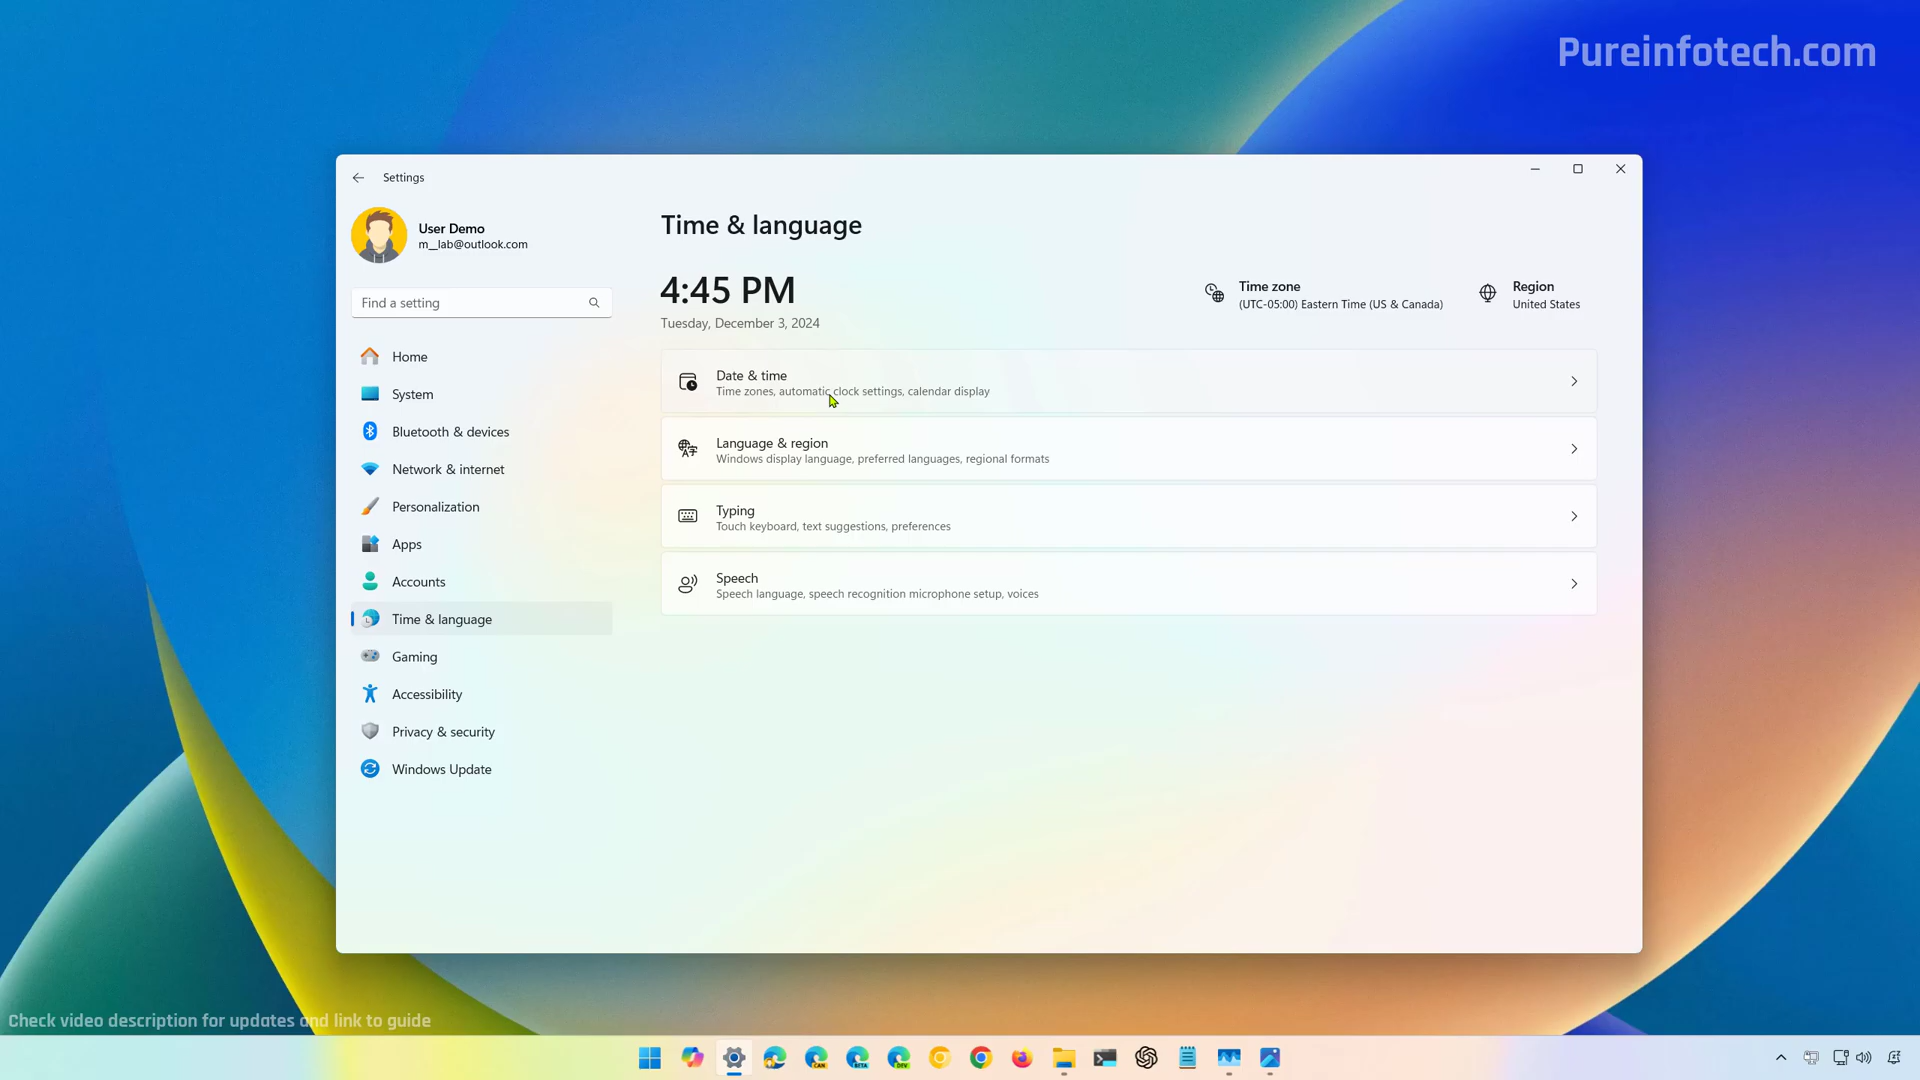 Pureinfotech.com
Settings
User Demo
m__lab@outlook.com
Find a setting
Home
System
Bluetooth & devices
Network & internet
Personalization
Apps
Accounts
Time & language
Gaming
Accessibility
Privacy & security
Windows Update
Time & language
4:45 PM
Tuesday, December 3, 2024
Time zone
(UTC-05:00) Eastern Time (US & Canada)
Region
United States
Date & time
Time zones, automatic clock settings, calendar display
Language & region
Windows display language, preferred languages, regional formats
Typing
Touch keyboard, text suggestions, preferences
Speech
Speech language, speech recognition microphone setup, voices
Check video description for updates and link to guide
CAN
BETA
DEV